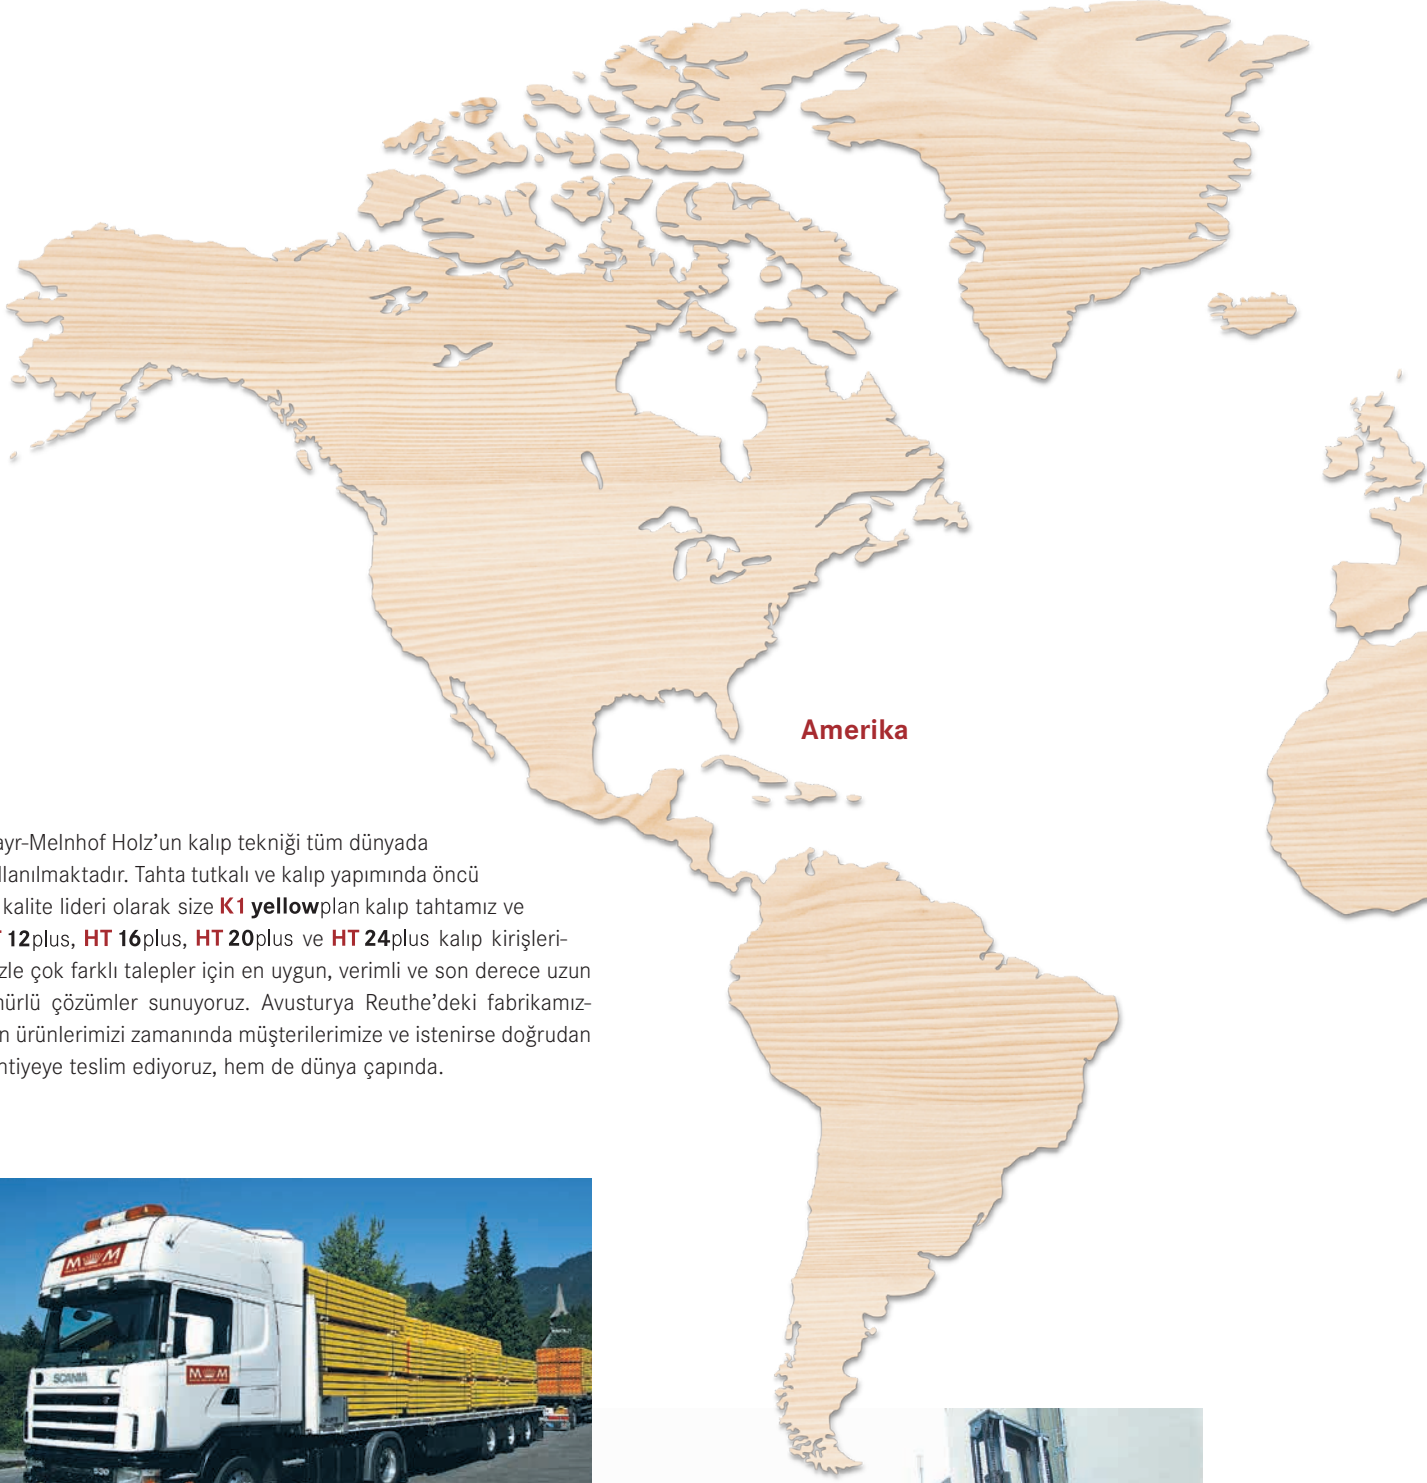 Amerika
ayr-Melnhof Holz’un kalıp tekniği tüm dünyada
llanılmaktadır. Tahta tutkalı ve kalıp yapımında öncü
kalite lideri olarak size K1 yellowplan kalıp tahtamız ve
12plus, HT 16plus, HT 20plus ve HT 24plus kalıp kirişleri-
zle çok farklı talepler için en uygun, verimli ve son derece uzun
nürlü çözümler sunuyoruz. Avusturya Reuthe’deki fabrikamız-
n ürünlerimizi zamanında müşterilerimize ve istenirse doğrudan
ntiyeye teslim ediyoruz, hem de dünya çapında.
M M
SCANIA
M M
530